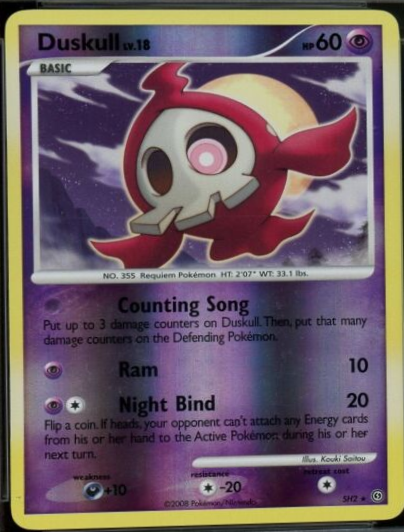 Duskull LV.18 HP 60
BASIC
NO. 355 Requiem Pokémon HT: 2'07" WT: 33.1 lbs.
Counting Song
Put up to 3 damage counters on Duskull. Then, put that many
damage counters on the Defending Pokémon.
Ram 10
Night Bind 20
Flip a coin. If heads, your opponent can't attach any Energy cards
from his or her hand to the Active Pokémon during his or her
next turn.
Illus. Kouki Saitou
weakness resistance retreat cost
+10 -20
©2008 Pokémon/Nintendo SH2 ★